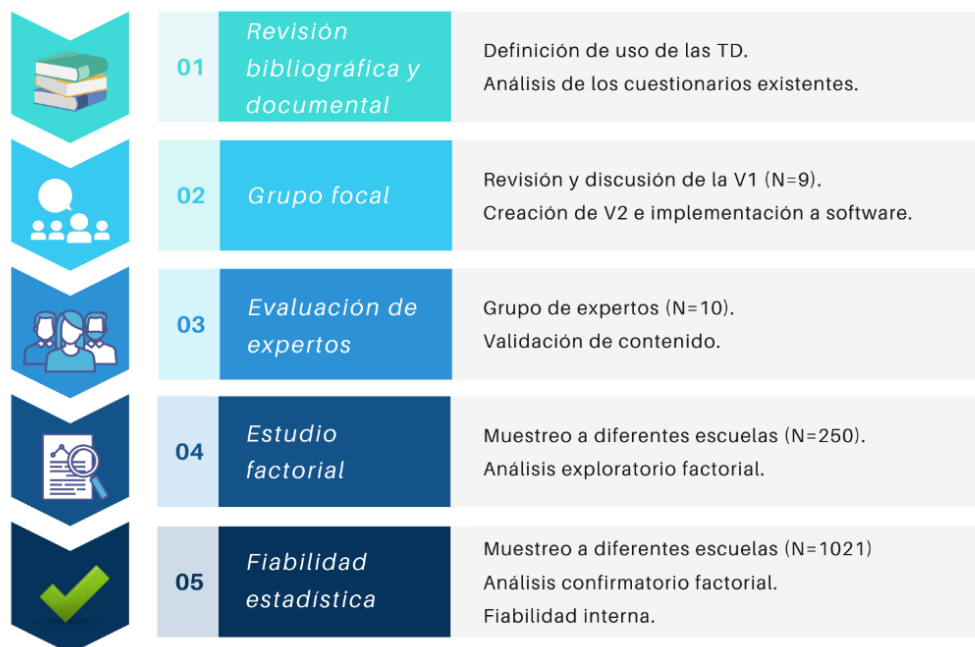 01
Revisión
bibliográfica y
documental
Definición de uso de las TD.
Análisis de los cuestionarios existentes.
02
Grupo focal
Revisión y discusión de la V1 (N=9).
Creación de V2 e implementación a software.
03
Evaluación de
expertos
Grupo de expertos (N=10).
Validación de contenido.
04
Estudio
factorial
Muestreo a diferentes escuelas (N=250).
Análisis exploratorio factorial.
05
Fiabilidad
estadística
Muestreo a diferentes escuelas (N=1021)
Análisis confirmatorio factorial.
Fiabilidad interna.